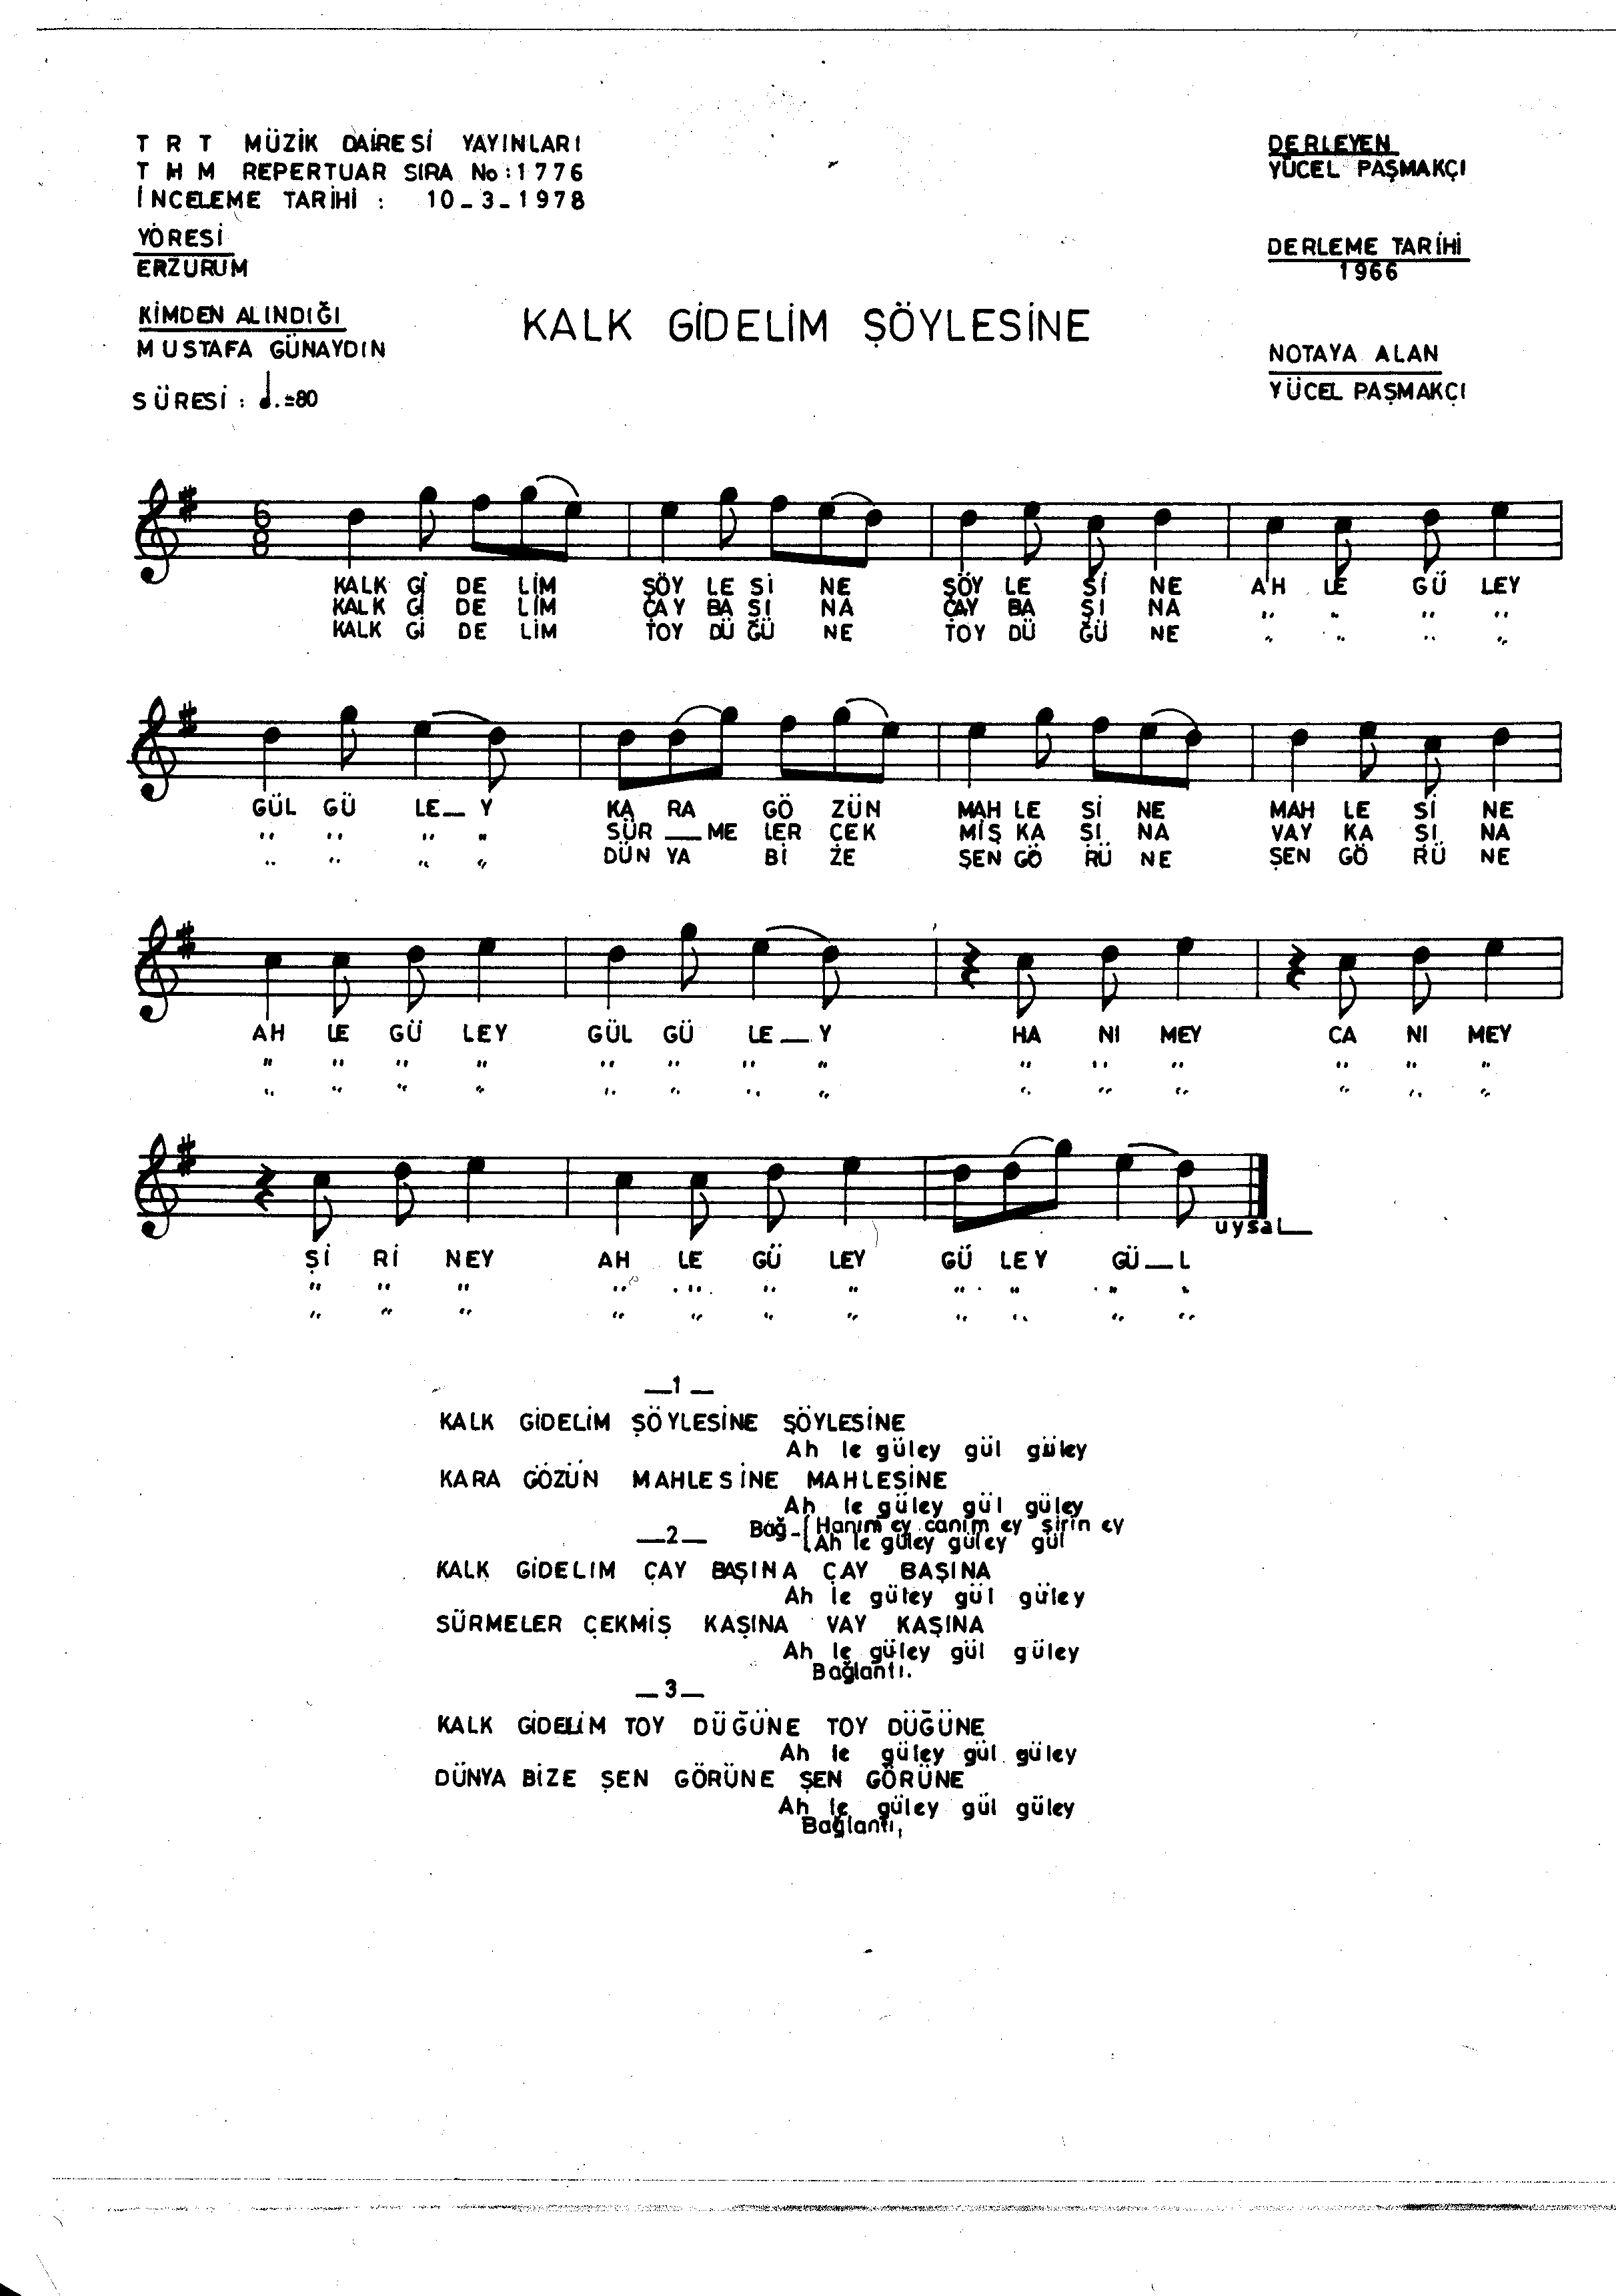 T R T MÜZİK DAİRESİ YAYINLARI
T H M REPERTUAR SIRA No : 1776
İNCELEME TARİHİ : 10_3_1978
YÖRESİ
ERZURUM
KİMDEN ALINDIĞI
MUSTAFA GÜNAYDIN
SÜRESİ : ♩.=80
KALK GİDELİM ŞÖYLESİNE
DERLEYEN
YÜCEL PAŞMAKÇI
DERLEME TARİHİ
1966
NOTAYA ALAN
YÜCEL PAŞMAKÇI
6
8
KALK Gİ DE LİM ŞÖY LE Sİ NE ŞÖY LE Sİ NE AH LE GÜ LEY
KALK Gİ DE LİM ÇAY BA ŞI NA ÇAY BA ŞI NA " " " "
KALK Gİ DE LİM TOY DÜ ĞÜ NE TOY DÜ ĞÜ NE " " " "
GÜL GÜ LE_Y KA RA GÖ ZÜN MAH LE Sİ NE MAH LE Sİ NE
" " " " SÜR _ ME LER ÇEK MİŞ KA ŞI NA VAY KA ŞI NA
" " " " DÜN YA Bİ ZE ŞEN GÖ RÜ NE ŞEN GÖ RÜ NE
AH LE GÜ LEY GÜL GÜ LE_Y HA NI MEY CA NI MEY
" " " " " " " " " " " " " "
" " " " " " " " " " " " " "
Şİ Rİ NEY AH LE GÜ LEY GÜ LEY GÜ_L
" " " " " " " " " " "
" " " " " " " " " " "
uysal
_1_
KALK GİDELİM ŞÖYLESİNE ŞÖYLESİNE
Ah le güley gül güley
KARA GÖZÜN MAHLESİNE MAHLESİNE
Ah le güley gül güley
Bağ-[Hanım ey canım ey şirin ey
[Ah le güley güley gül
_2_
KALK GİDELIM ÇAY BAŞINA ÇAY BAŞINA
Ah le güley gül güley
SÜRMELER ÇEKMİŞ KAŞINA VAY KAŞINA
Ah le güley gül güley
Bağlantı.
_3_
KALK GİDELİM TOY DÜĞÜNE TOY DÜĞÜNE
Ah le güley gül güley
DÜNYA BİZE ŞEN GÖRÜNE ŞEN GÖRÜNE
Ah le güley gül güley
Bağlantı,